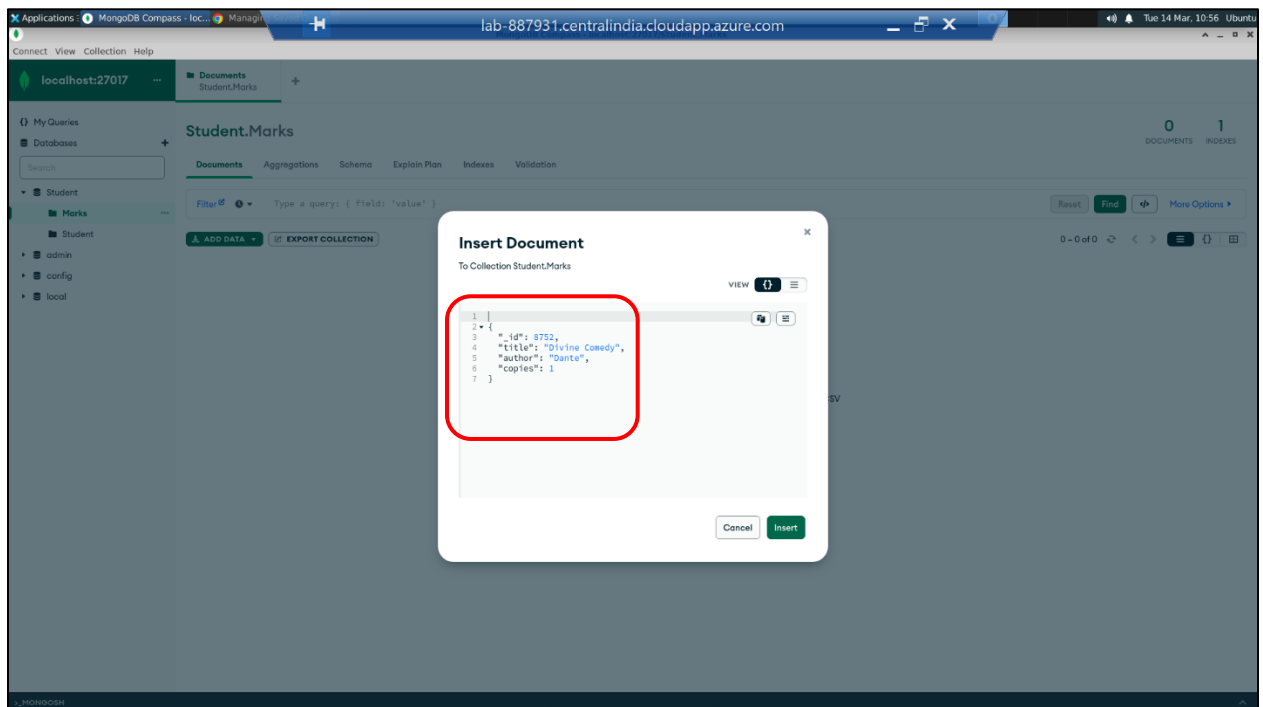 Applications
MongoDB Compass - loc...
Managi
lab-887931.centralindia.cloudapp.azure.com
Tue 14 Mar, 10:56 Ubuntu
Connect View Collection Help
localhost:27017 ...
Documents
Student.Marks
+
{} My Queries
Databases +
Search
Student
Marks ...
Student
admin
config
local
Student.Marks
0 DOCUMENTS
1 INDEXES
Documents Aggregations Schema Explain Plan Indexes Validation
Filter Type a query: { field: 'value' }
Reset Find </> More Options
ADD DATA EXPORT COLLECTION
0 – 0 of 0 < > {}
Insert Document
To Collection Student.Marks
VIEW {}
1
2 {
3 "_id": 8752,
4 "title": "Divine Comedy",
5 "author": "Dante",
6 "copies": 1
7 }
SV
Cancel Insert
>_MONGOSH